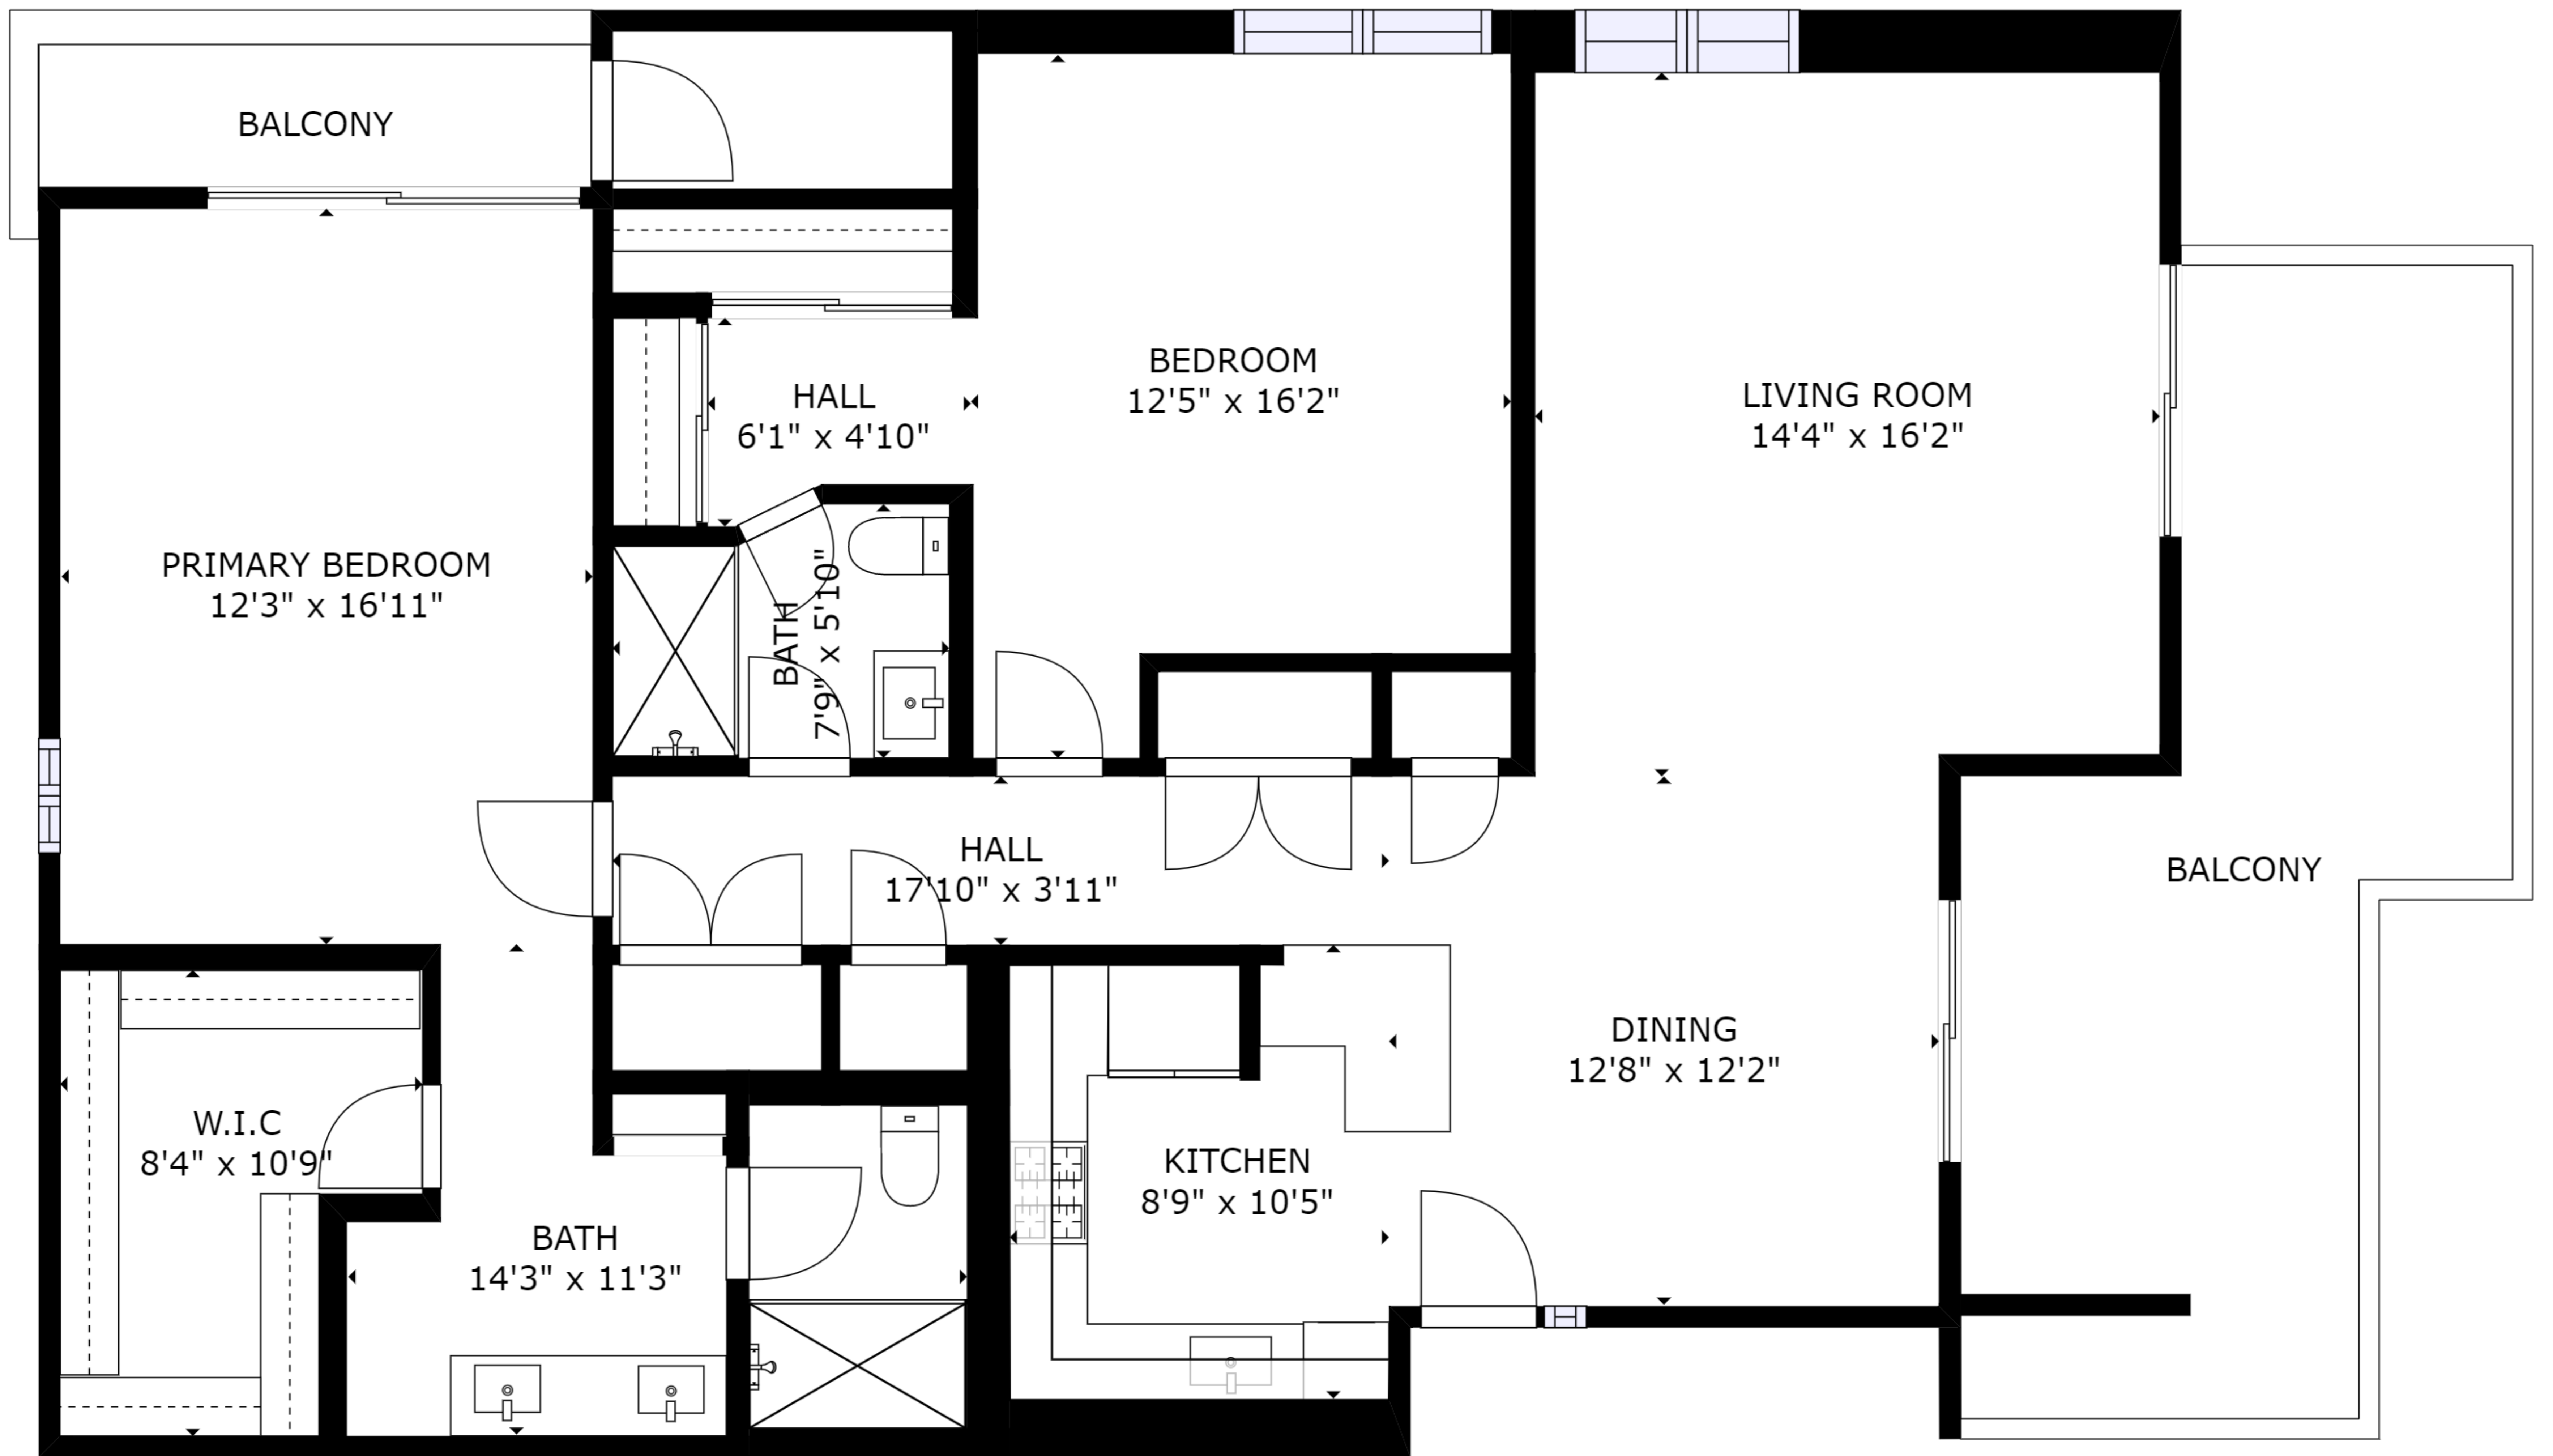 BALCONY
BEDROOM
12'5" x 16'2"
LIVING ROOM
14'4" x 16'2"
HALL
6'1" x 4'10"
PRIMARY BEDROOM
12'3" x 16'11"
BATH
7'9" x 5'10"
HALL
17'10" x 3'11"
BALCONY
DINING
12'8" x 12'2"
W.I.C
8'4" x 10'9"
KITCHEN
8'9" x 10'5"
BATH
14'3" x 11'3"